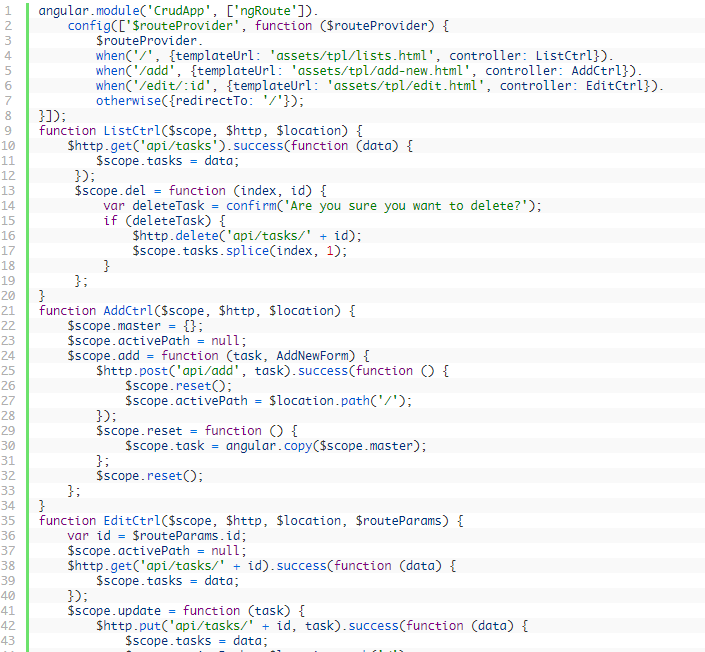 1 angular.module('CrudApp', ['ngRoute']).
2     config(['$routeProvider', function ($routeProvider) {
3         $routeProvider.
4         when('/', {templateUrl: 'assets/tpl/lists.html', controller: ListCtrl}).
5         when('/add', {templateUrl: 'assets/tpl/add-new.html', controller: AddCtrl}).
6         when('/edit/:id', {templateUrl: 'assets/tpl/edit.html', controller: EditCtrl}).
7         otherwise({redirectTo: '/'});
8 }]);
9 function ListCtrl($scope, $http, $location) {
10     $http.get('api/tasks').success(function (data) {
11         $scope.tasks = data;
12      });
13      $scope.del = function (index, id) {
14          var deleteTask = confirm('Are you sure you want to delete?');
15          if (deleteTask) {
16              $http.delete('api/tasks/' + id);
17              $scope.tasks.splice(index, 1);
18          }
19      };
20 }
21 function AddCtrl($scope, $http, $location) {
22     $scope.master = {};
23     $scope.activePath = null;
24     $scope.add = function (task, AddNewForm) {
25         $http.post('api/add', task).success(function () {
26             $scope.reset();
27             $scope.activePath = $location.path('/');
28         });
29         $scope.reset = function () {
30             $scope.task = angular.copy($scope.master);
31         };
32         $scope.reset();
33     };
34 }
35 function EditCtrl($scope, $http, $location, $routeParams) {
36     var id = $routeParams.id;
37     $scope.activePath = null;
38     $http.get('api/tasks/' + id).success(function (data) {
39         $scope.tasks = data;
40     });
41     $scope.update = function (task) {
42         $http.put('api/tasks/' + id, task).success(function (data) {
43             $scope.tasks = data;